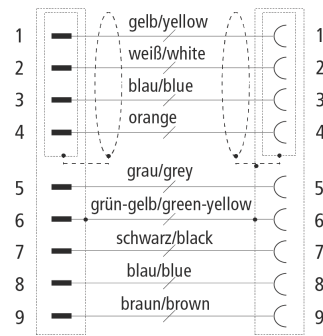 1 gelb/yellow 1
2 weiß/white 2
3 blau/blue 3
4 orange 4
5 grau/grey 5
6 grün-gelb/green-yellow 6
7 schwarz/black 7
8 blau/blue 8
9 braun/brown 9